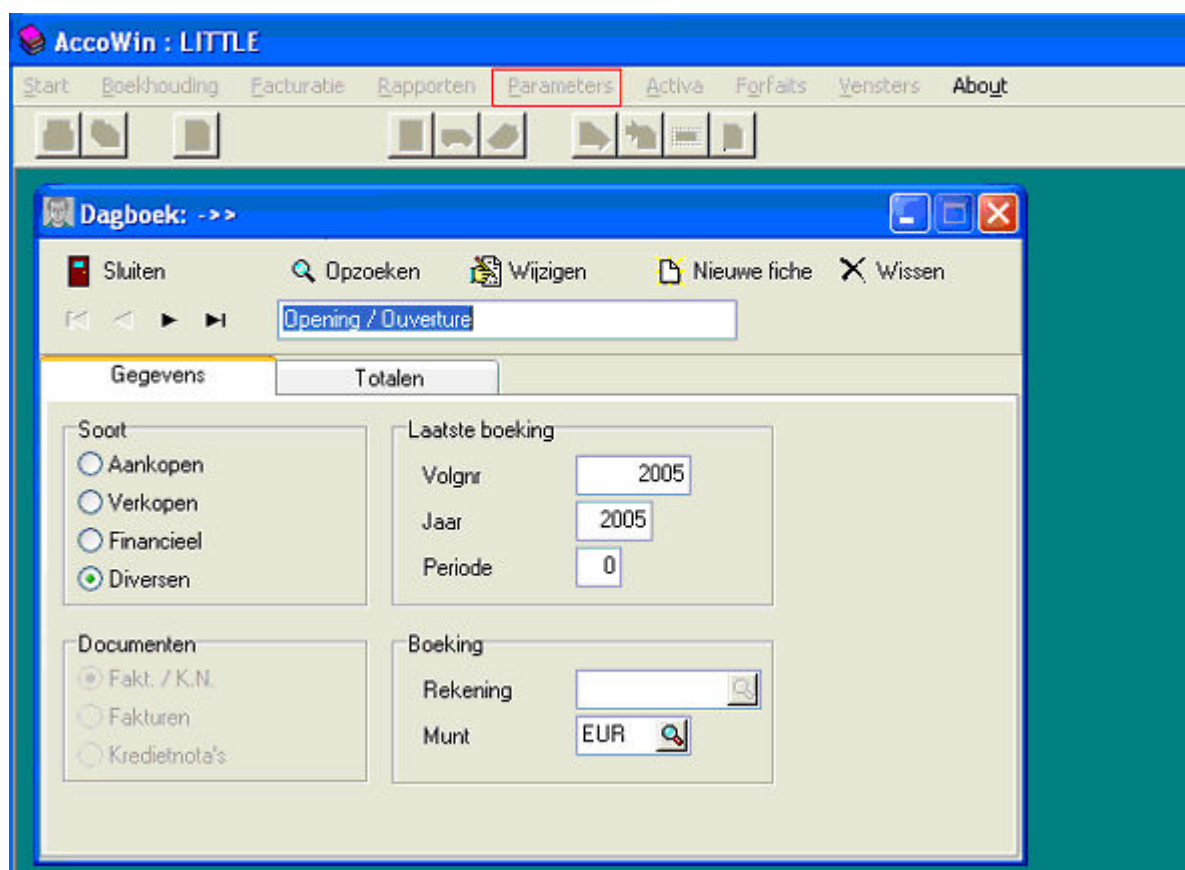 AccoWin : LITTLE
Start Boekhouding Facturatie Rapporten Parameters Activa Forfaits Vensters About
Dagboek: ->>
Sluiten Opzoeken Wijzigen Nieuwe fiche Wissen
Opening / Ouverture
Gegevens Totalen
Soort
Aankopen
Verkopen
Financieel
Diversen
Laatste boeking
Volgnr 2005
Jaar 2005
Periode 0
Documenten
Fakt. / K.N.
Fakturen
Kredietnota's
Boeking
Rekening
Munt EUR